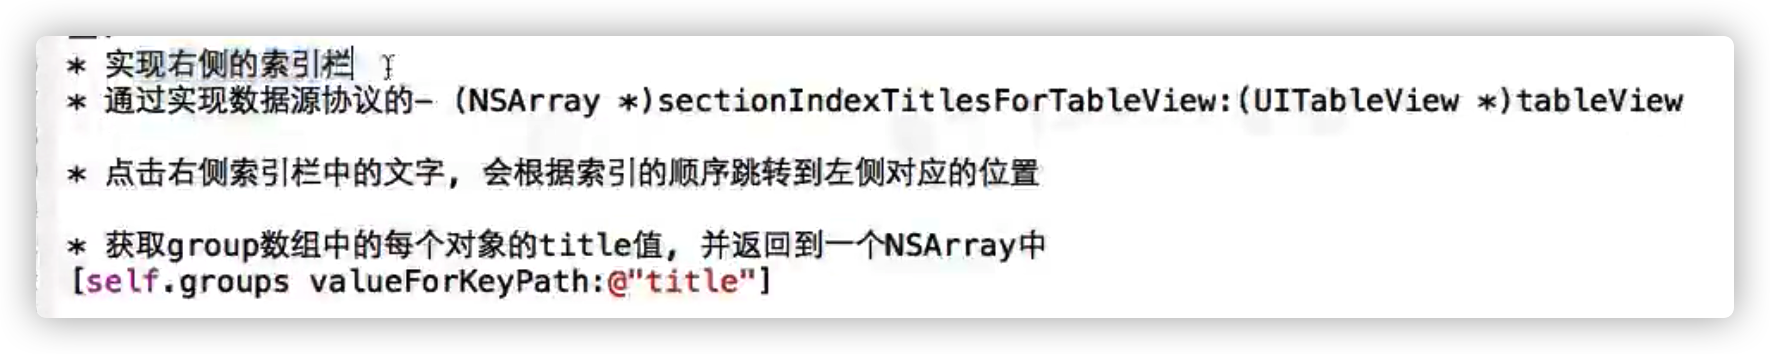 * 实现右侧的索引栏
* 通过实现数据源协议的- (NSArray *)sectionIndexTitlesForTableView:(UITableView *)tableView
* 点击右侧索引栏中的文字, 会根据索引的顺序跳转到左侧对应的位置
* 获取group数组中的每个对象的title值, 并返回到一个NSArray中
[self.groups valueForKeyPath:@"title"]